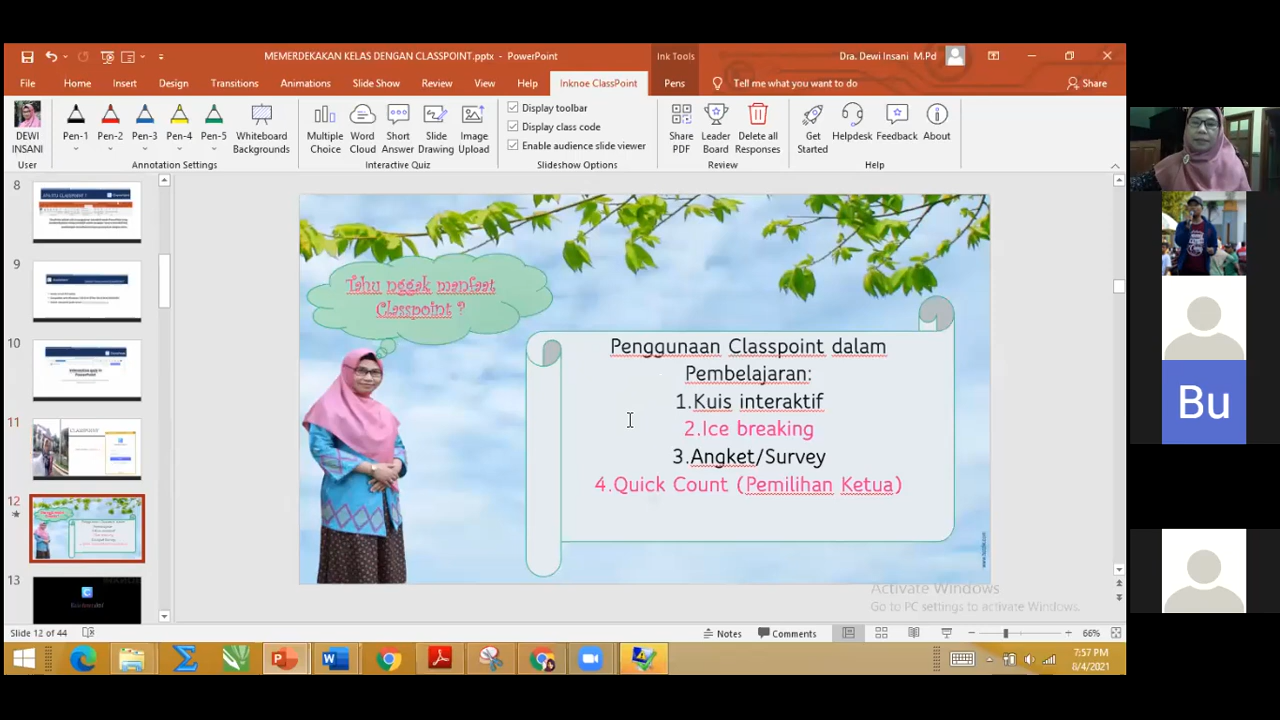 MEMERDEKAKAN KELAS DENGAN CLASSPOINT.pptx - PowerPoint
Ink Tools
Dra. Dewi Insani M.Pd
File Home Insert Design Transitions Animations Slide Show Review View Help Inknoe ClassPoint Pens Tell me what you want to do Share
DEWI INSANI
User
Pen-1 Pen-2 Pen-3 Pen-4 Pen-5 Whiteboard Backgrounds
Annotation Settings
Multiple Choice Word Cloud Short Answer Slide Drawing Image Upload
Interactive Quiz
Display toolbar
Display class code
Enable audience slide viewer
Slideshow Options
Share PDF Leader Board Delete all Responses
Review
Get Started Helpdesk Feedback About
Help
8
9
10
11
12
13
Tahu nggak manfaat
Classpoint ?
Penggunaan Classpoint dalam
Pembelajaran:
1.Kuis interaktif
2.Ice breaking
3.Angket/Survey
4.Quick Count (Pemilihan Ketua)
Activate Windows
Go to PC settings to activate Windows.
Bu
Slide 12 of 44
Notes Comments
66%
7:57 PM
8/4/2021